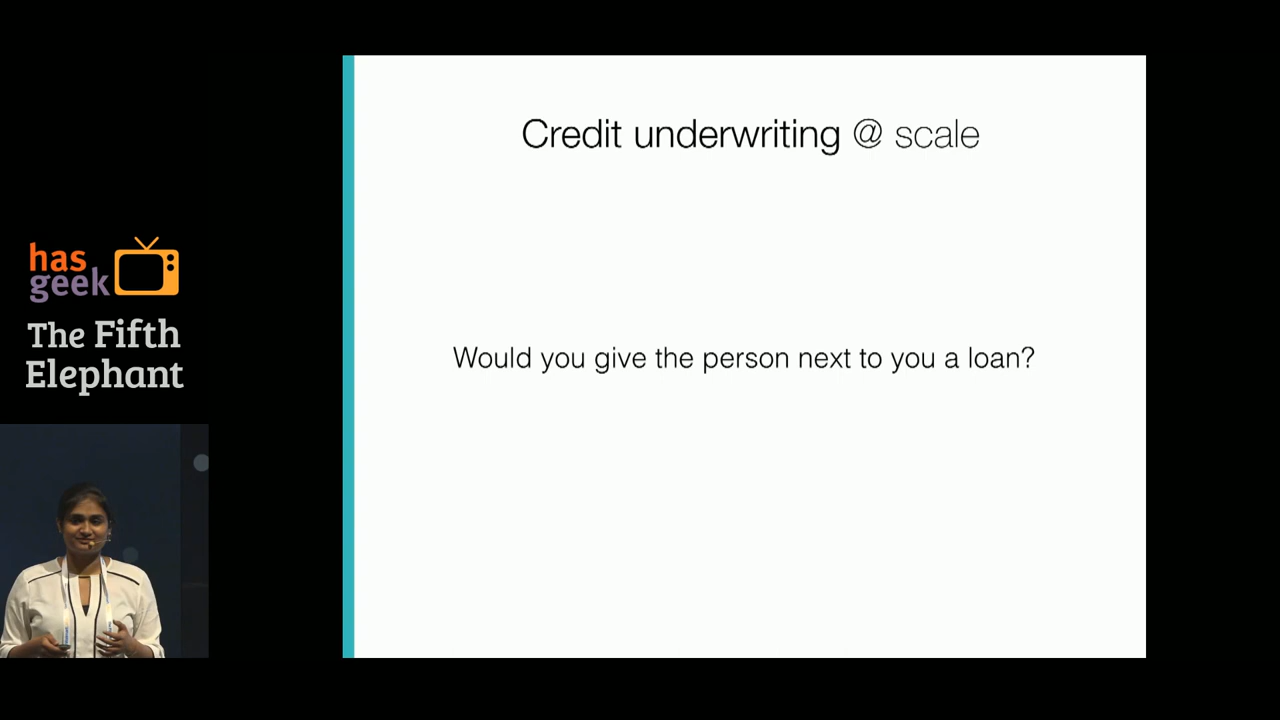 Credit underwriting @ scale
Would you give the person next to you a loan?
has
geek
The Fifth
Elephant